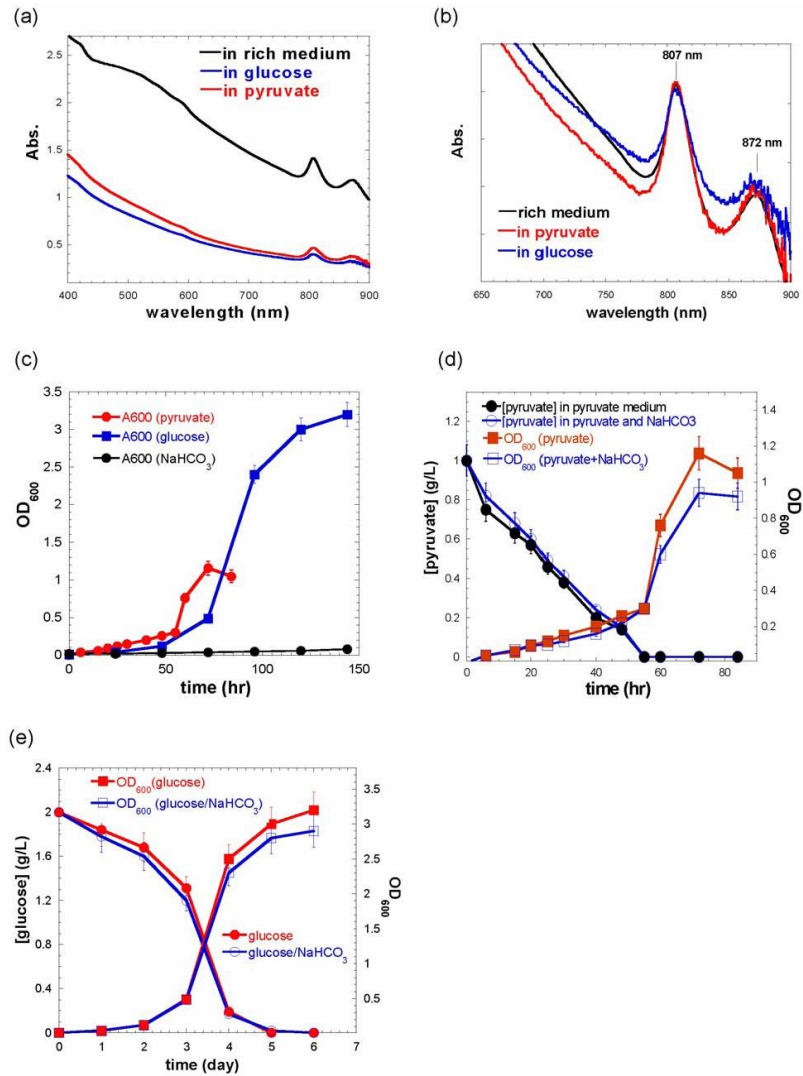 (a)
in rich medium
in glucose
in pyruvate
Abs.
2.5
2
1.5
1
0.5
400 500 600 700 800 900
wavelength (nm)
(b)
807 nm
872 nm
rich medium
in pyruvate
in glucose
Abs.
650 700 750 800 850 900
wavelength (nm)
(c)
A600 (pyruvate)
A600 (glucose)
A600 (NaHCO3)
OD600
3.5
3
2.5
2
1.5
1
0.5
0
0 50 100 150
time (hr)
(d)
[pyruvate] in pyruvate medium
[pyruvate] in pyruvate and NaHCO3
OD600 (pyruvate)
OD600 (pyruvate+NaHCO3)
[pyruvate] (g/L)
1.2
1.0
0.8
0.6
0.4
0.2
0
0 20 40 60 80
time (hr)
1.4
1.2
1
0.8
0.6
0.4
0.2
OD600
(e)
OD600 (glucose)
OD600 (glucose/NaHCO3)
glucose
glucose/NaHCO3
[glucose] (g/L)
2.4
2.0
1.6
1.2
0.8
0.4
0
0 1 2 3 4 5 6 7
time (day)
3.5
3
2.5
2
1.5
1
0.5
OD600